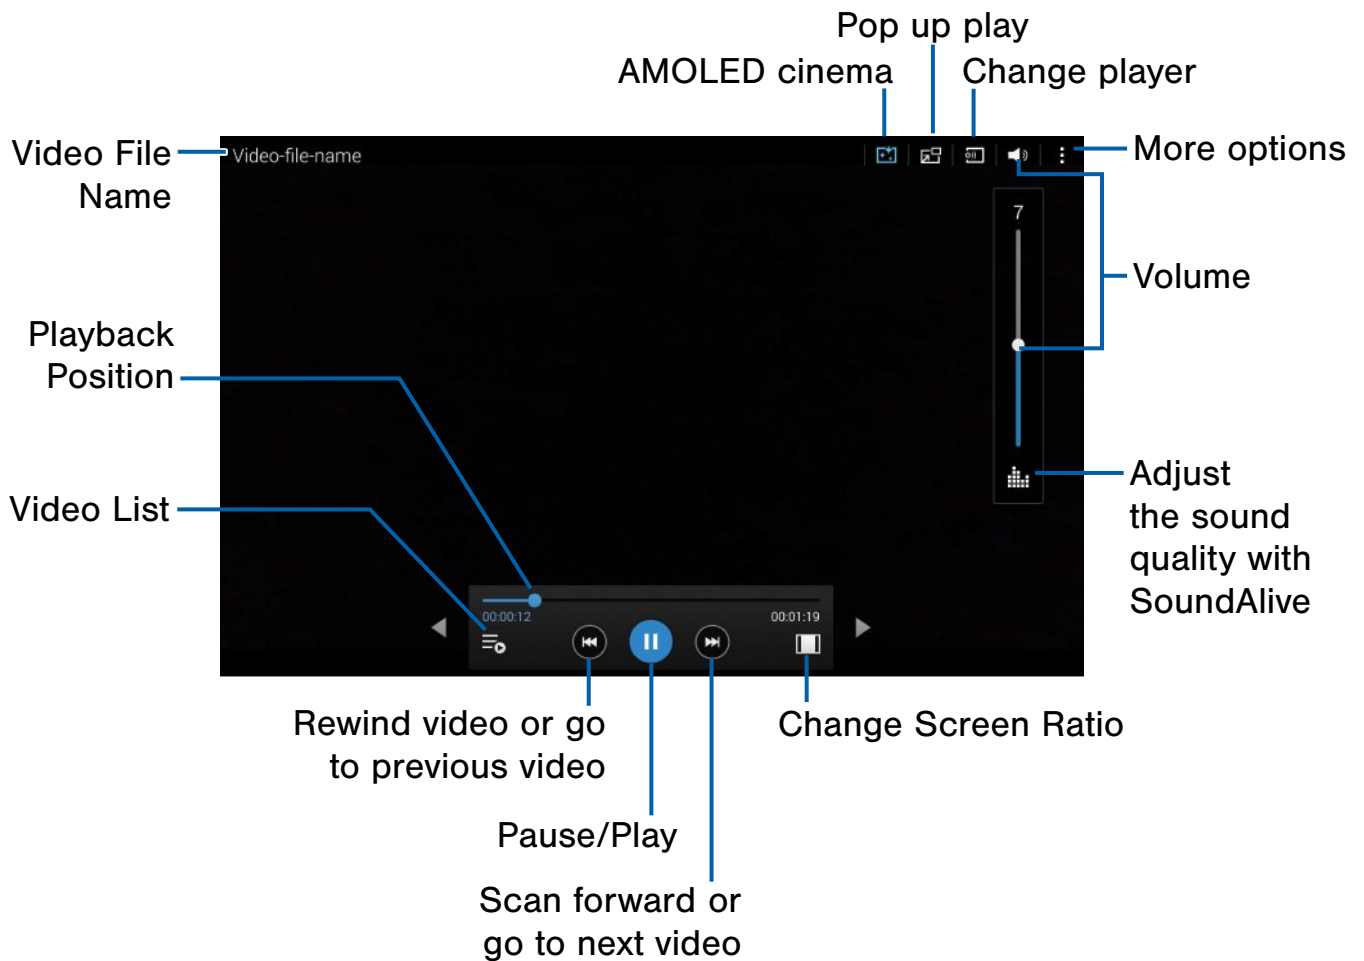 Pop up play
AMOLED cinema
Change player
Video File
Name
Video-file-name
More options
7
Volume
Playback
Position
Adjust
the sound
quality with
SoundAlive
Video List
00:00:12
00:01:19
Rewind video or go
to previous video
Change Screen Ratio
Pause/Play
Scan forward or
go to next video